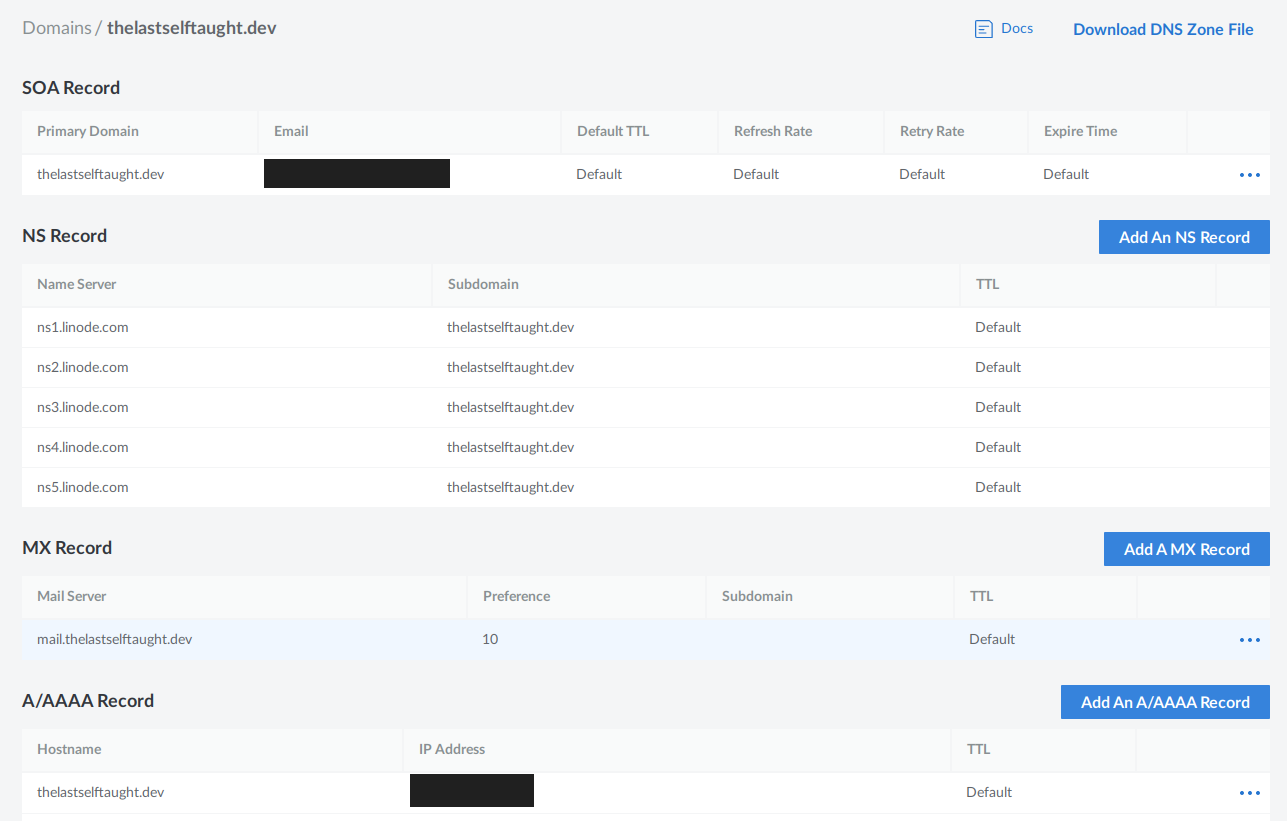 Domains / thelastselftaught.dev
Docs
Download DNS Zone File
SOA Record
Primary Domain Email Default TTL Refresh Rate Retry Rate Expire Time
thelastselftaught.dev Default Default Default Default
NS Record
Add An NS Record
Name Server Subdomain TTL
ns1.linode.com thelastselftaught.dev Default
ns2.linode.com thelastselftaught.dev Default
ns3.linode.com thelastselftaught.dev Default
ns4.linode.com thelastselftaught.dev Default
ns5.linode.com thelastselftaught.dev Default
MX Record
Add A MX Record
Mail Server Preference Subdomain TTL
mail.thelastselftaught.dev 10 Default
A/AAAA Record
Add An A/AAAA Record
Hostname IP Address TTL
thelastselftaught.dev Default